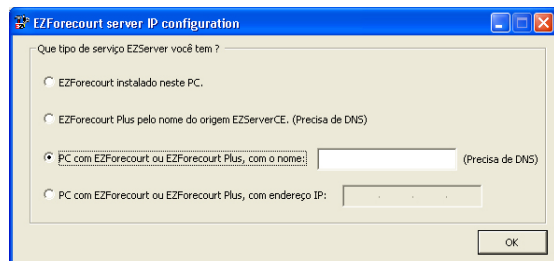 EZForecourt server IP configuration
Que tipo de serviço EZServer você tem ?
EZForecourt instalado neste PC.
EZForecourt Plus pelo nome do origem EZServerCE. (Precisa de DNS)
PC com EZForecourt ou EZForecourt Plus, com o nome: (Precisa de DNS)
PC com EZForecourt ou EZForecourt Plus, com endereço IP: . . .
OK